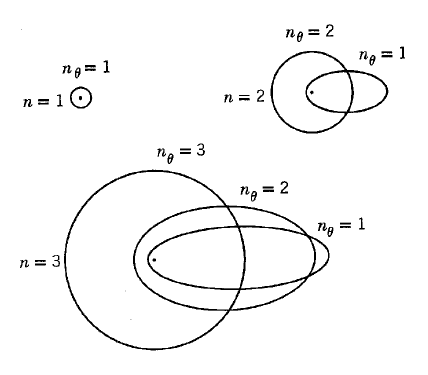 n_θ = 1
n = 1
n_θ = 2
n_θ = 1
n = 2
n_θ = 3
n_θ = 2
n_θ = 1
n = 3